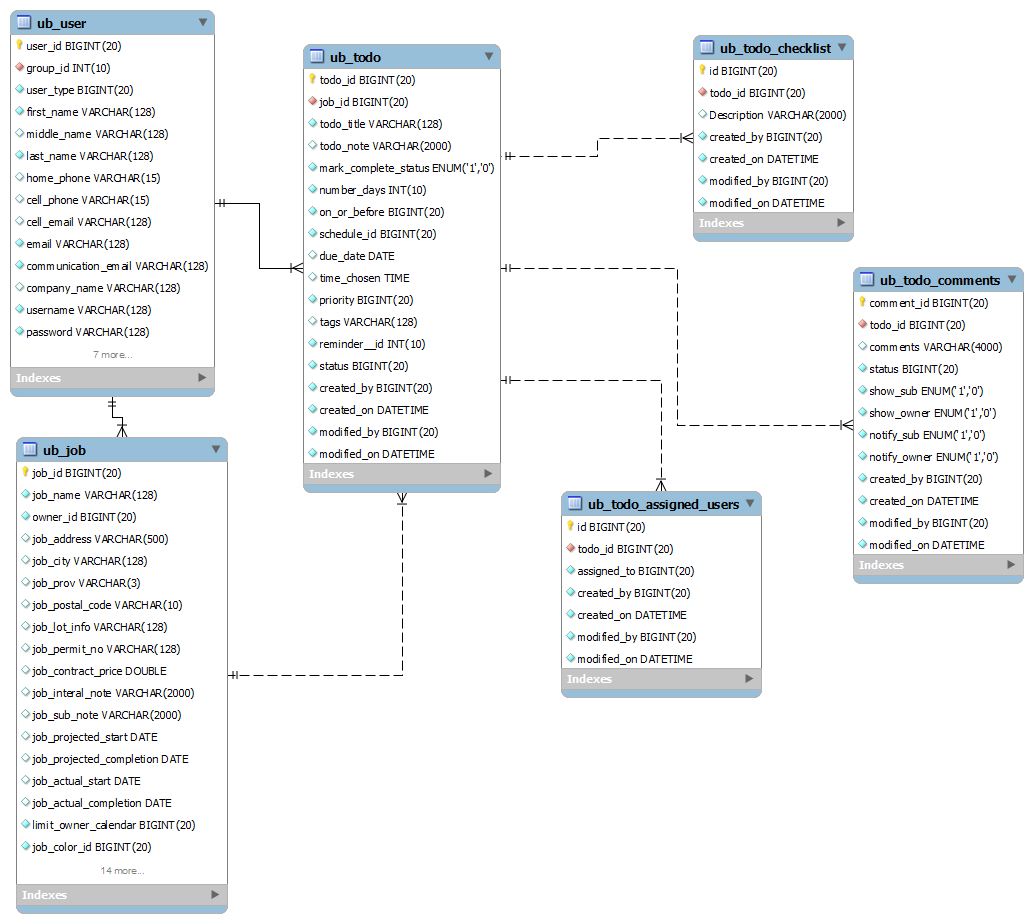 ub_user
user_id BIGINT(20)
group_id INT(10)
user_type BIGINT(20)
first_name VARCHAR(128)
middle_name VARCHAR(128)
last_name VARCHAR(128)
home_phone VARCHAR(15)
cell_phone VARCHAR(15)
cell_email VARCHAR(128)
email VARCHAR(128)
communication_email VARCHAR(128)
company_name VARCHAR(128)
username VARCHAR(128)
password VARCHAR(128)
7 more...
Indexes
ub_job
job_id BIGINT(20)
job_name VARCHAR(128)
owner_id BIGINT(20)
job_address VARCHAR(500)
job_city VARCHAR(128)
job_prov VARCHAR(3)
job_postal_code VARCHAR(10)
job_lot_info VARCHAR(128)
job_permit_no VARCHAR(128)
job_contract_price DOUBLE
job_interal_note VARCHAR(2000)
job_sub_note VARCHAR(2000)
job_projected_start DATE
job_projected_completion DATE
job_actual_start DATE
job_actual_completion DATE
limit_owner_calendar BIGINT(20)
job_color_id BIGINT(20)
14 more...
Indexes
ub_todo
todo_id BIGINT(20)
job_id BIGINT(20)
todo_title VARCHAR(128)
todo_note VARCHAR(2000)
mark_complete_status ENUM('1','0')
number_days INT(10)
on_or_before BIGINT(20)
schedule_id BIGINT(20)
due_date DATE
time_chosen TIME
priority BIGINT(20)
tags VARCHAR(128)
reminder__id INT(10)
status BIGINT(20)
created_by BIGINT(20)
created_on DATETIME
modified_by BIGINT(20)
modified_on DATETIME
Indexes
ub_todo_checklist
id BIGINT(20)
todo_id BIGINT(20)
Description VARCHAR(2000)
created_by BIGINT(20)
created_on DATETIME
modified_by BIGINT(20)
modified_on DATETIME
Indexes
ub_todo_comments
comment_id BIGINT(20)
todo_id BIGINT(20)
comments VARCHAR(4000)
status BIGINT(20)
show_sub ENUM('1','0')
show_owner ENUM('1','0')
notify_sub ENUM('1','0')
notify_owner ENUM('1','0')
created_by BIGINT(20)
created_on DATETIME
modified_by BIGINT(20)
modified_on DATETIME
Indexes
ub_todo_assigned_users
id BIGINT(20)
todo_id BIGINT(20)
assigned_to BIGINT(20)
created_by BIGINT(20)
created_on DATETIME
modified_by BIGINT(20)
modified_on DATETIME
Indexes